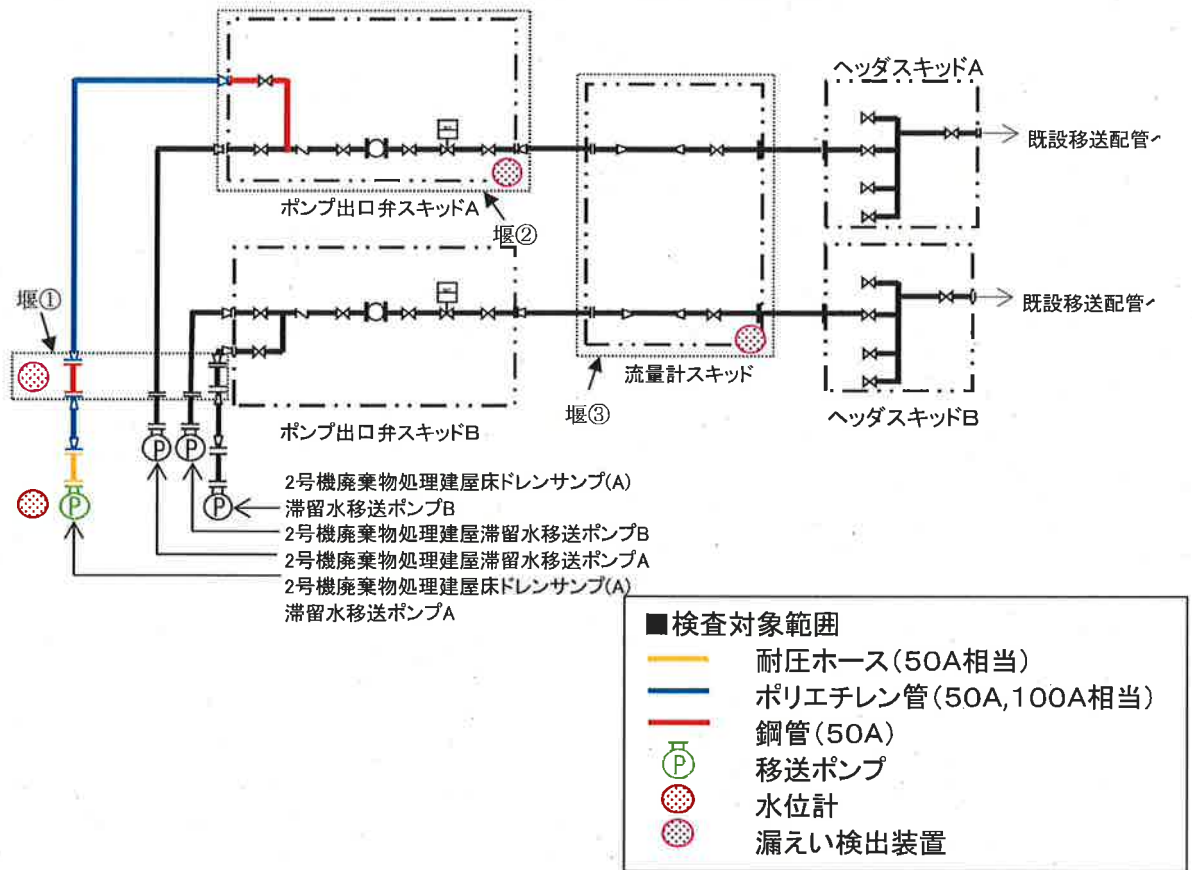 ヘッダスキッドA
既設移送配管へ
ポンプ出口弁スキッドA
堰②
堰①
既設移送配管へ
流量計スキッド
堰③
ヘッダスキッドB
ポンプ出口弁スキッドB
P
P
P
P
2号機廃棄物処理建屋床ドレンサンプ(A)
滞留水移送ポンプB
2号機廃棄物処理建屋滞留水移送ポンプB
2号機廃棄物処理建屋滞留水移送ポンプA
2号機廃棄物処理建屋床ドレンサンプ(A)
滞留水移送ポンプA
■検査対象範囲
耐圧ホース(50A相当)
ポリエチレン管(50A,100A相当)
鋼管(50A)
P
移送ポンプ
水位計
漏えい検出装置